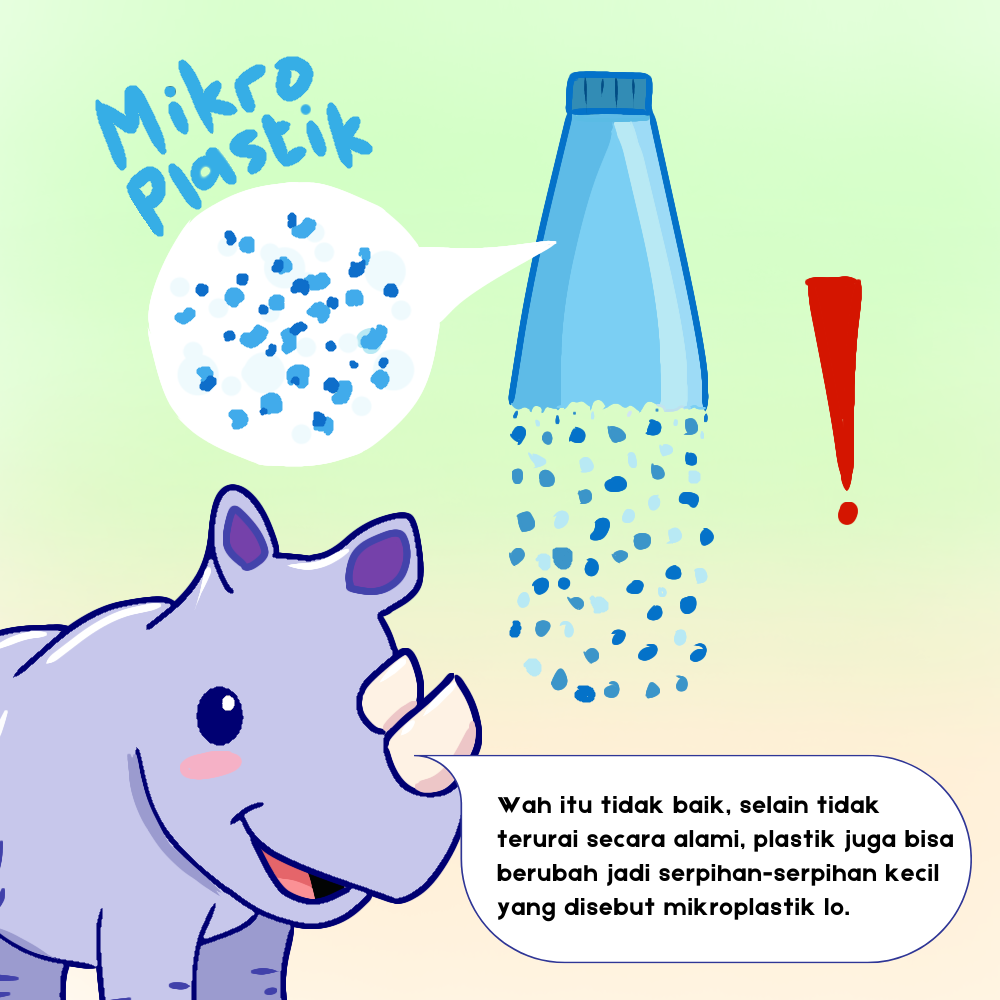 Mikro
Plastik
!
Wah itu tidak baik, selain tidak
terurai secara alami, plastik juga bisa
berubah jadi serpihan-serpihan kecil
yang disebut mikroplastik lo.